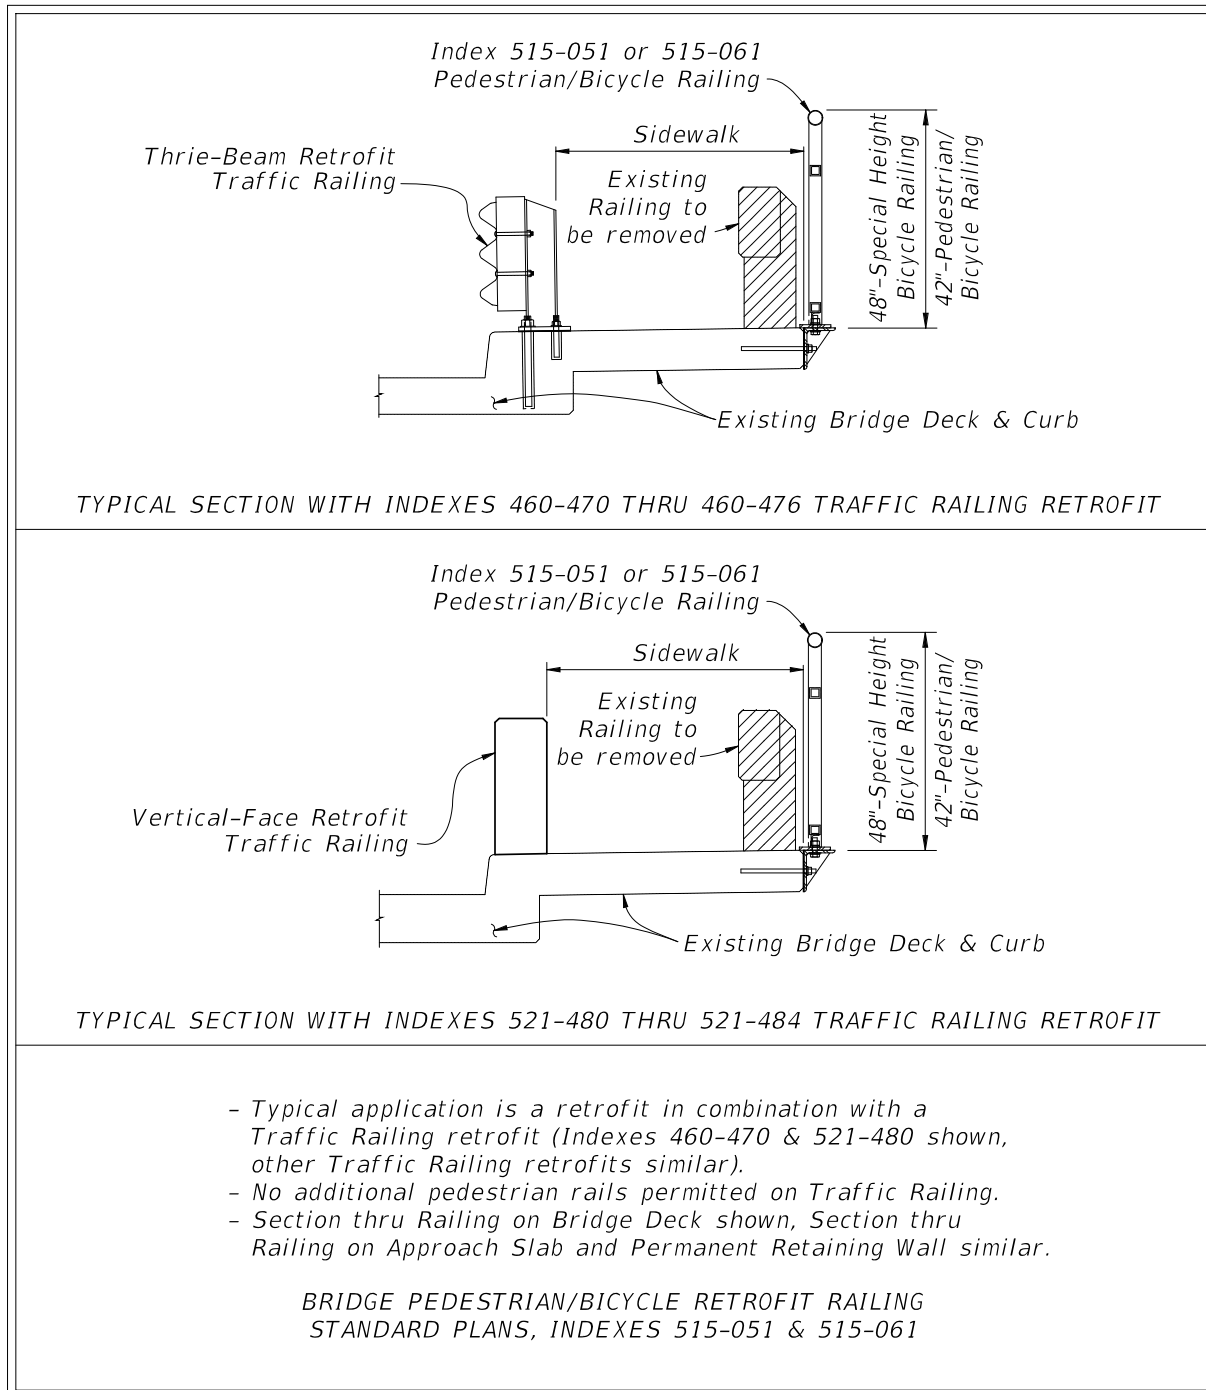 Index 515-051 or 515-061
Pedestrian/Bicycle Railing
Sidewalk
Thrie-Beam Retrofit
Traffic Railing
Existing
Railing to
be removed
48"-Special Height
Bicycle Railing
42"-Pedestrian/
Bicycle Railing
Existing Bridge Deck & Curb
TYPICAL SECTION WITH INDEXES 460-470 THRU 460-476 TRAFFIC RAILING RETROFIT
Index 515-051 or 515-061
Pedestrian/Bicycle Railing
Sidewalk
Existing
Railing to
be removed
48"-Special Height
Bicycle Railing
42"-Pedestrian/
Bicycle Railing
Vertical-Face Retrofit
Traffic Railing
Existing Bridge Deck & Curb
TYPICAL SECTION WITH INDEXES 521-480 THRU 521-484 TRAFFIC RAILING RETROFIT
- Typical application is a retrofit in combination with a
Traffic Railing retrofit (Indexes 460-470 & 521-480 shown,
other Traffic Railing retrofits similar).
- No additional pedestrian rails permitted on Traffic Railing.
- Section thru Railing on Bridge Deck shown, Section thru
Railing on Approach Slab and Permanent Retaining Wall similar.
BRIDGE PEDESTRIAN/BICYCLE RETROFIT RAILING
STANDARD PLANS, INDEXES 515-051 & 515-061